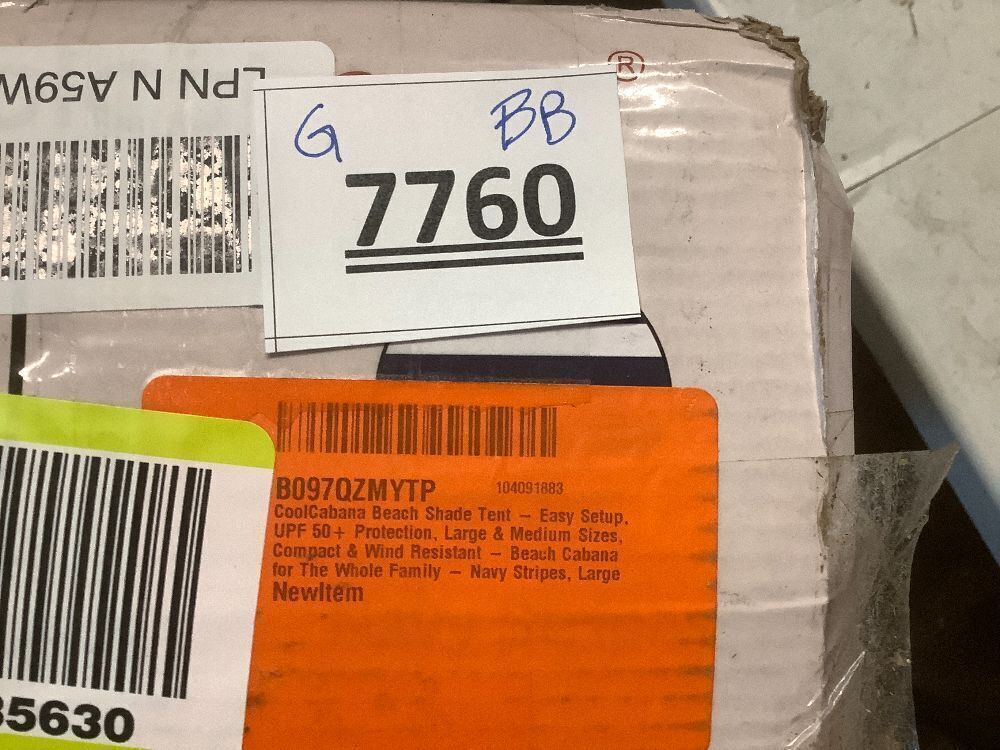 LPN N A59W
®
G BB
7760
B097QZMYTP 104091883
CoolCabana Beach Shade Tent – Easy Setup,
UPF 50+ Protection, Large & Medium Sizes,
Compact & Wind Resistant – Beach Cabana
for The Whole Family – Navy Stripes, Large
NewItem
35630